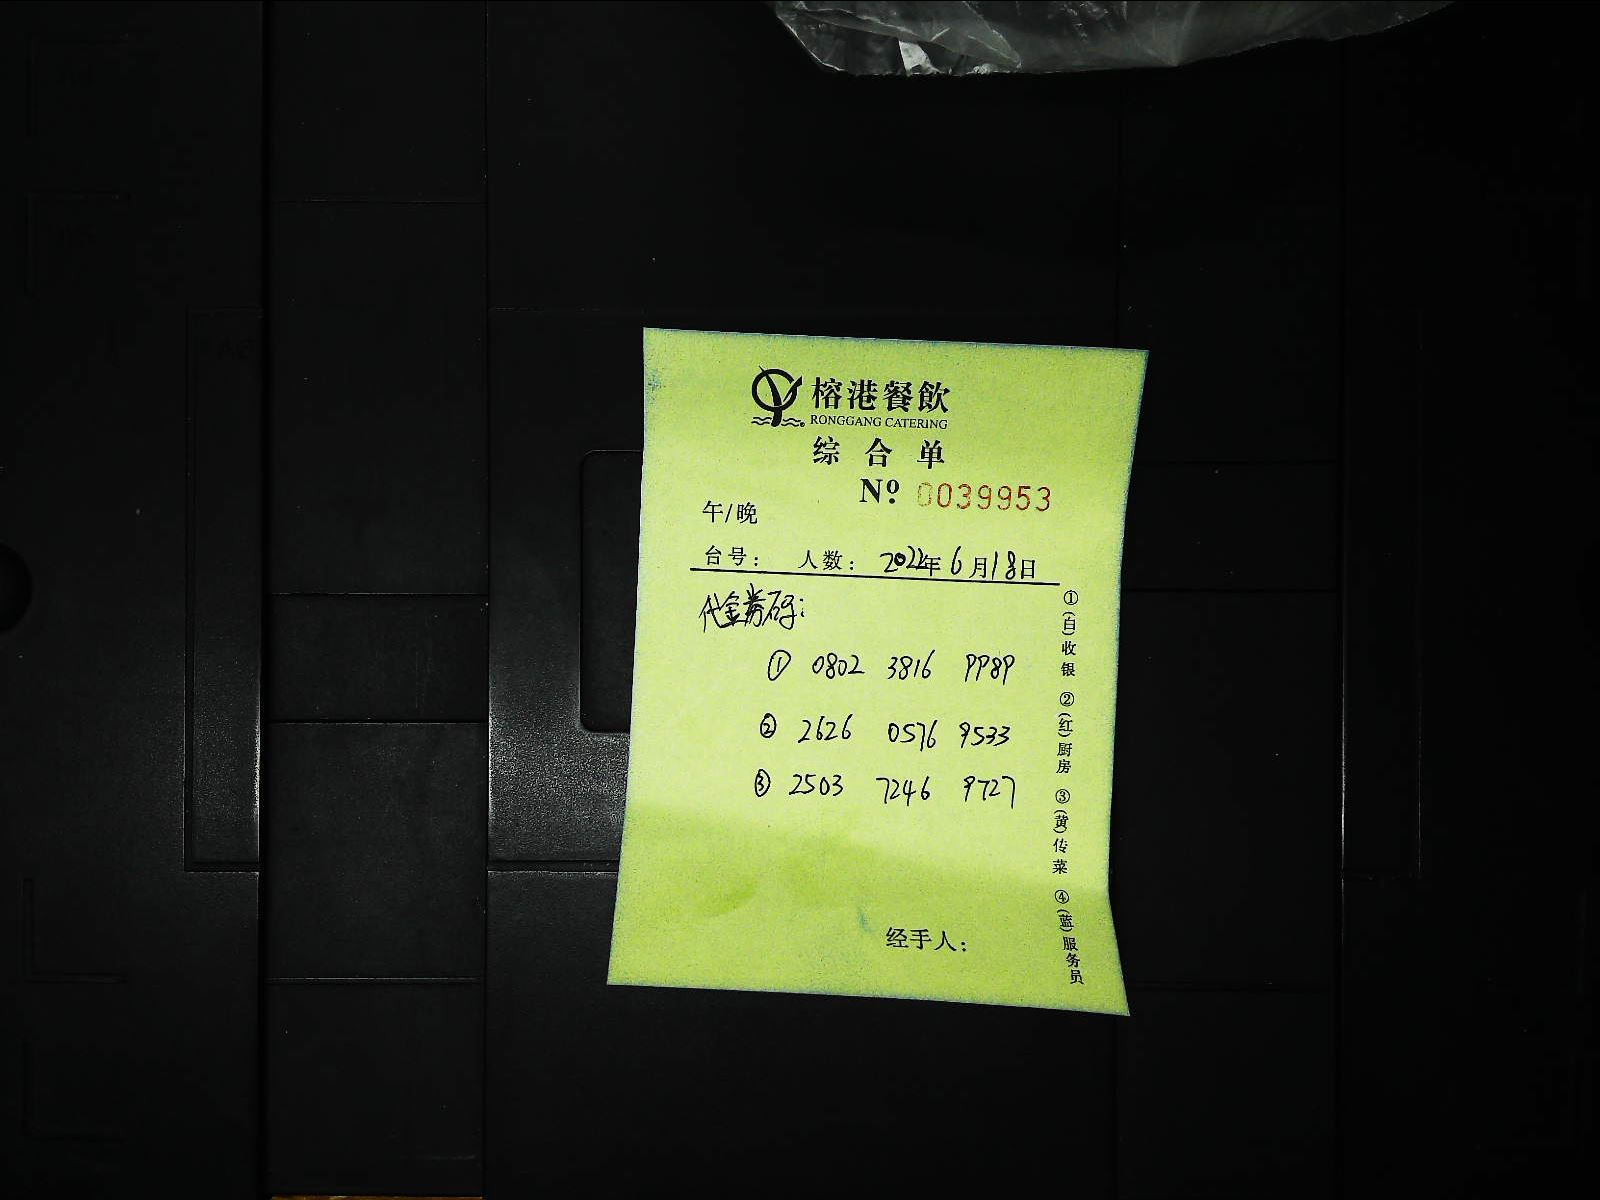 榕港餐飲
RONGGANG CATERING
综合单
Nº 0039953
午/晚
台号： 人数： 2022年6月18日
代金券码：
① 0802 3816 9989
② 2626 0576 9533
③ 2503 7246 9727
经手人：
①(白)收银 ②(红)厨房 ③(黄)传菜 ④(蓝)服务员